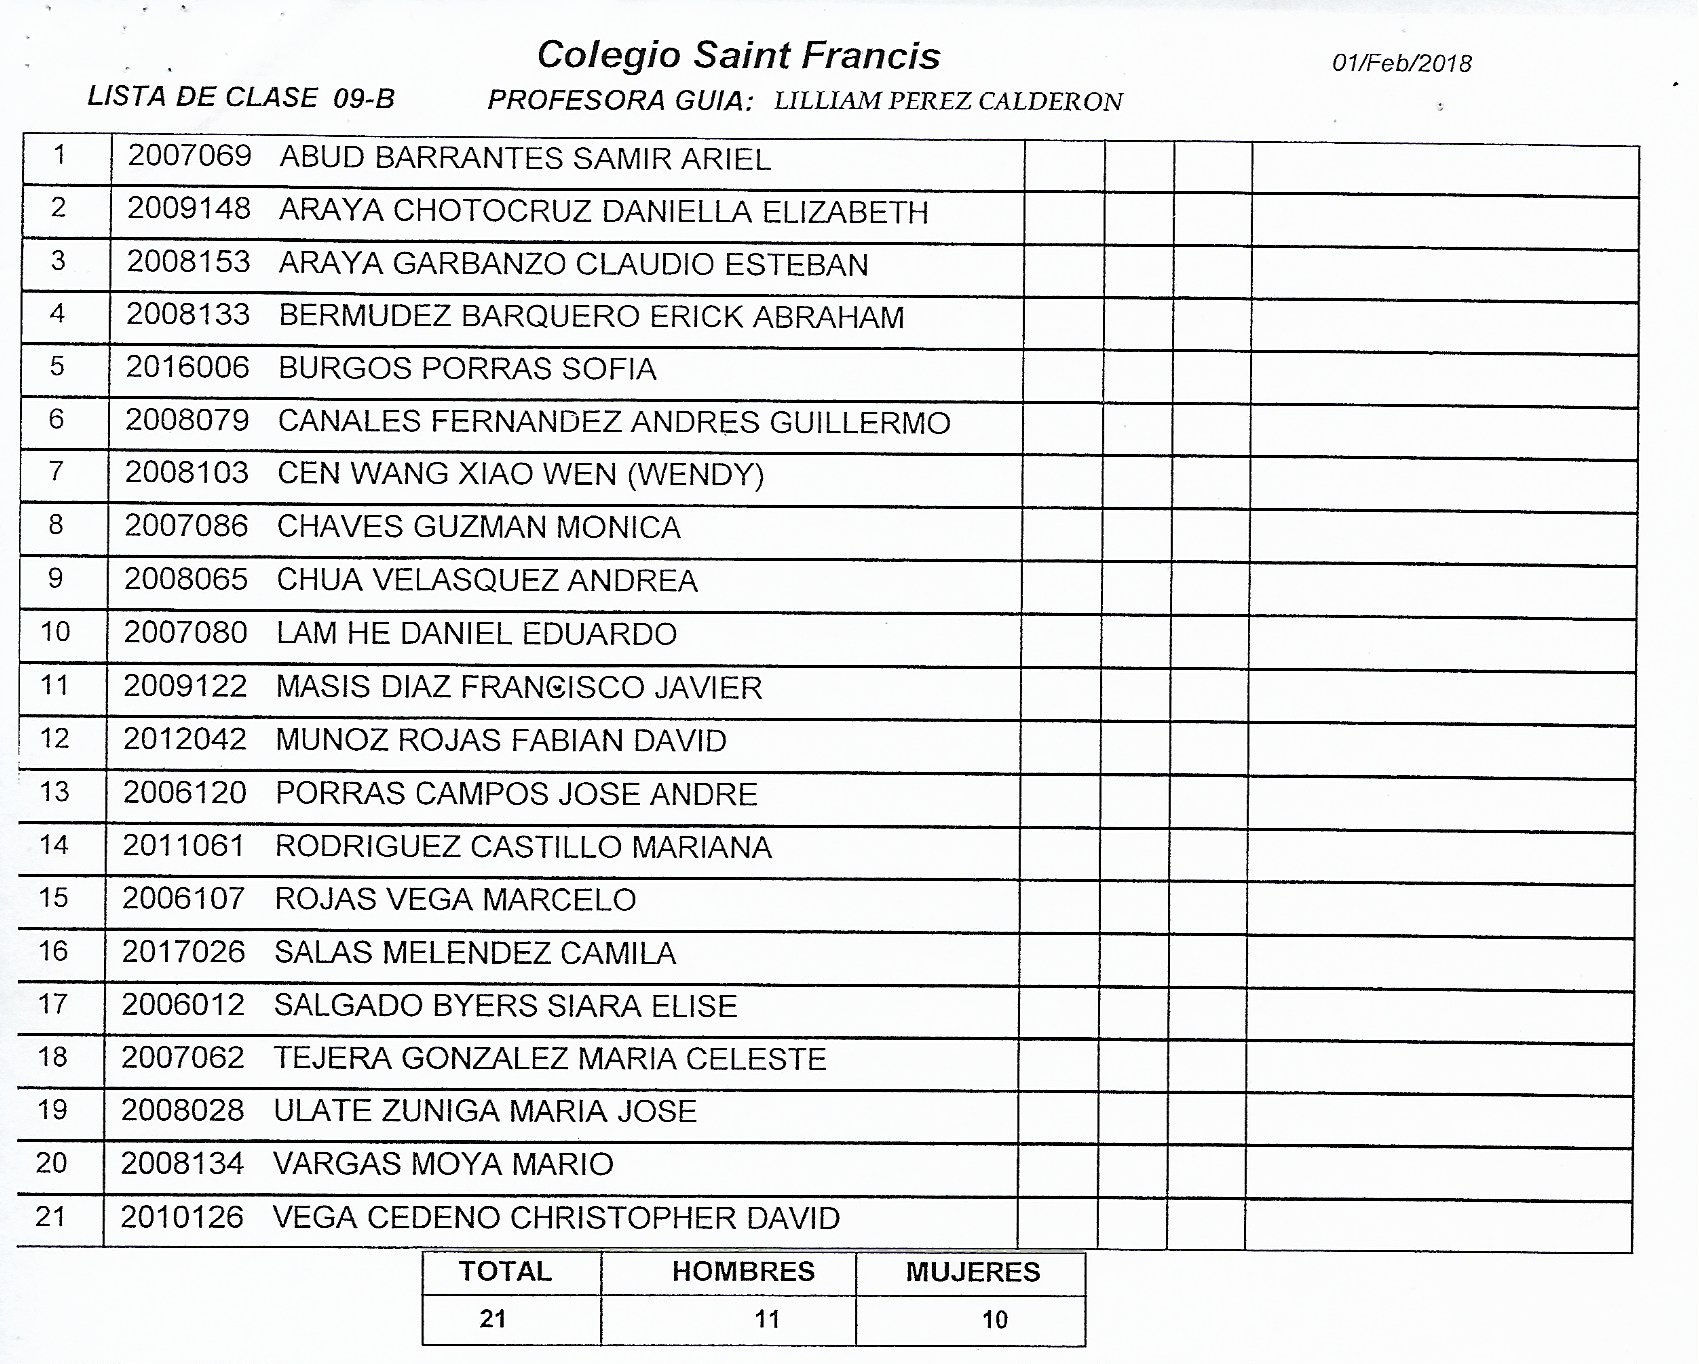 Colegio Saint Francis
01/Feb/2018
LISTA DE CLASE 09-B PROFESORA GUIA: LILLIAM PEREZ CALDERON
1 2007069 ABUD BARRANTES SAMIR ARIEL
2 2009148 ARAYA CHOTOCRUZ DANIELLA ELIZABETH
3 2008153 ARAYA GARBANZO CLAUDIO ESTEBAN
4 2008133 BERMUDEZ BARQUERO ERICK ABRAHAM
5 2016006 BURGOS PORRAS SOFIA
6 2008079 CANALES FERNANDEZ ANDRES GUILLERMO
7 2008103 CEN WANG XIAO WEN (WENDY)
8 2007086 CHAVES GUZMAN MONICA
9 2008065 CHUA VELASQUEZ ANDREA
10 2007080 LAM HE DANIEL EDUARDO
11 2009122 MASIS DIAZ FRANCISCO JAVIER
12 2012042 MUNOZ ROJAS FABIAN DAVID
13 2006120 PORRAS CAMPOS JOSE ANDRE
14 2011061 RODRIGUEZ CASTILLO MARIANA
15 2006107 ROJAS VEGA MARCELO
16 2017026 SALAS MELENDEZ CAMILA
17 2006012 SALGADO BYERS SIARA ELISE
18 2007062 TEJERA GONZALEZ MARIA CELESTE
19 2008028 ULATE ZUNIGA MARIA JOSE
20 2008134 VARGAS MOYA MARIO
21 2010126 VEGA CEDENO CHRISTOPHER DAVID
TOTAL HOMBRES MUJERES
21 11 10